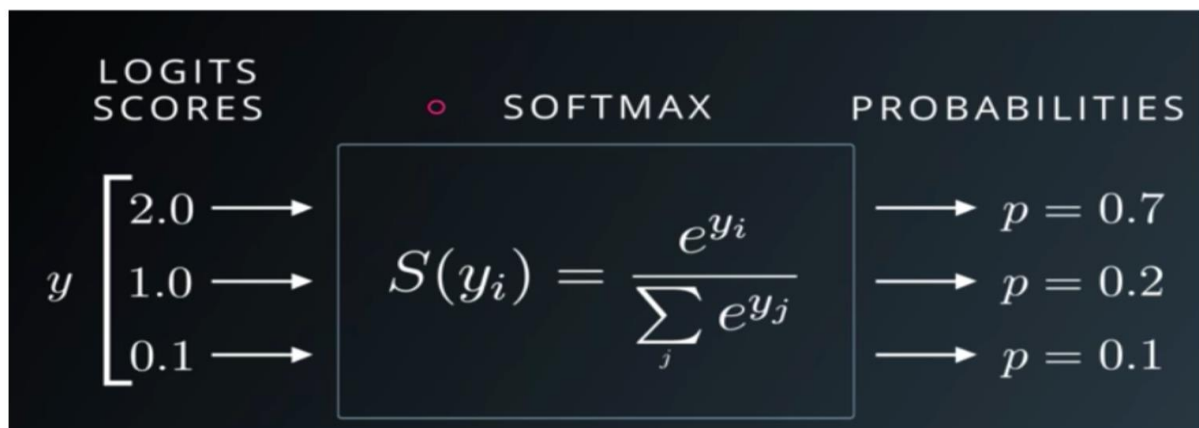 LOGITS
SCORES
SOFTMAX
PROBABILITIES
y
2.0
1.0
0.1
S(y_i) = e^{y_i} / \sum_j e^{y_j}
p = 0.7
p = 0.2
p = 0.1